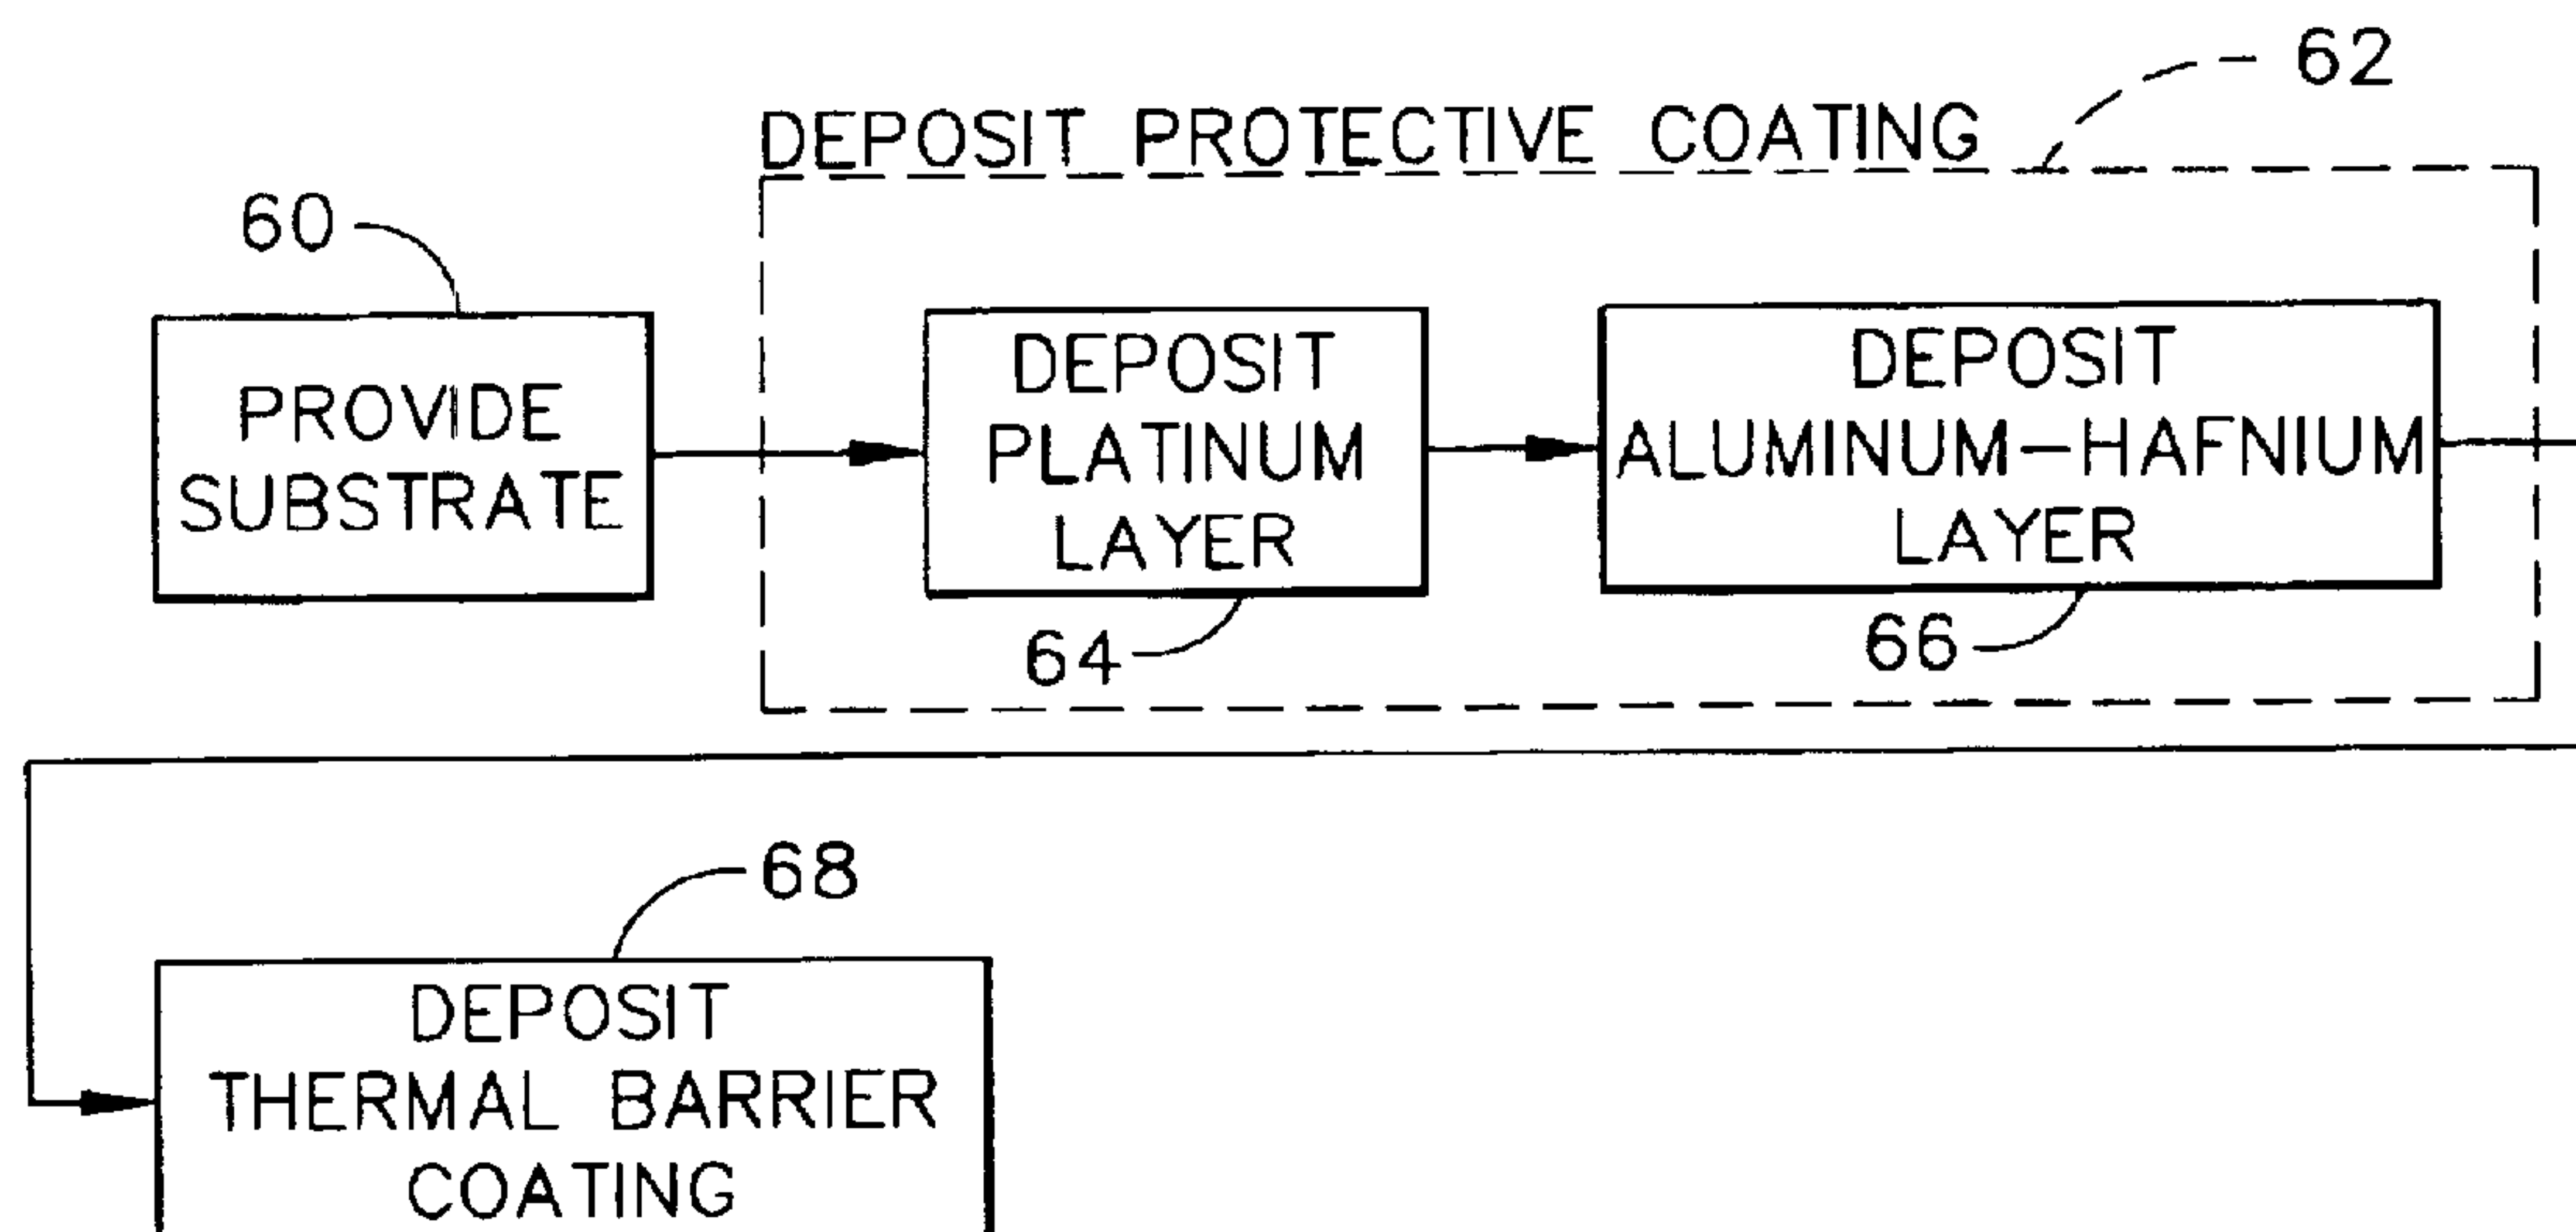 62
DEPOSIT PROTECTIVE COATING
60
PROVIDE
SUBSTRATE
DEPOSIT
PLATINUM
LAYER
64
DEPOSIT
ALUMINUM-HAFNIUM
LAYER
66
68
DEPOSIT
THERMAL BARRIER
COATING